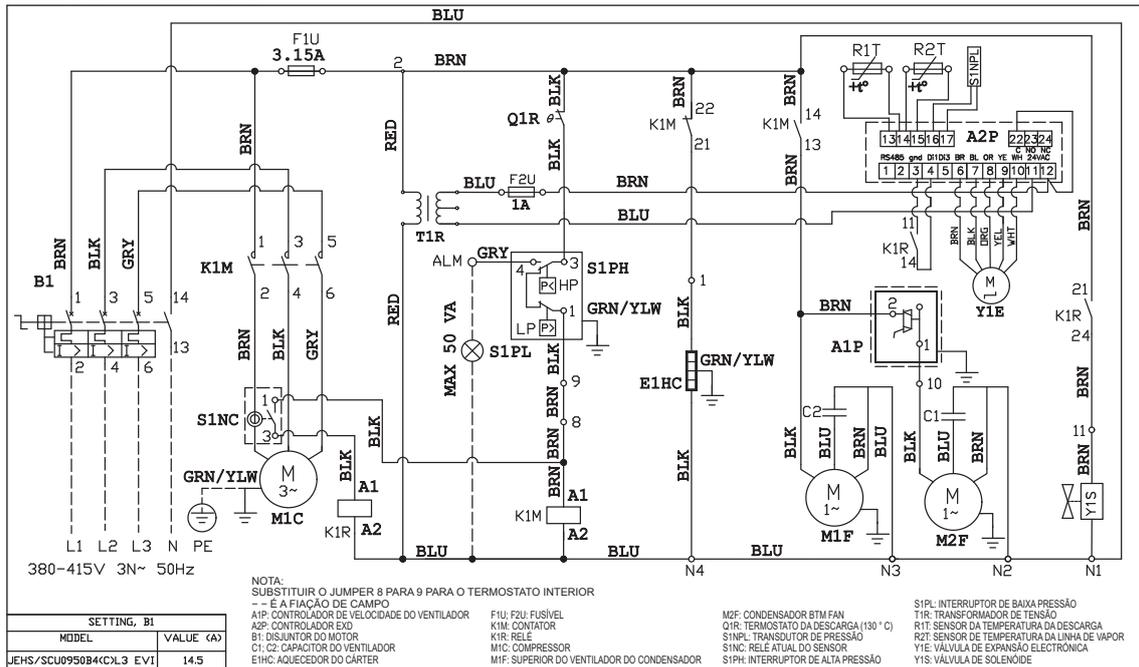 BLU
F1U
3.15A
2
BRN
BRN
RED
Q1R
BLK
BLK
BRN
22
K1M
21
BRN
14
K1M
13
BRN
R1T
+t°
R2T
+t°
S1NPL
13 14 15 16 17
A2P
22 23 24
C NO NC
RS485 gnd DI1 DI3 BR BL OR YE WH 24VAC
1 2 3 4 5 6 7 8 9 10 11 12
BLU
F2U
1A
BRN
BLU
T1R
11
K1R
14
BRN
BLK
ORG
YEL
WHT
M
Y1E
BRN
BRN
BLK
GRY
B1
1 3 5 14
13
2 4 6
K1M
1 3 5
2 4 6
BRN
BLK
GRY
RED
ALM
GRY
4
3
S1PH
P<
HP
1
LP
P>
GRN/YLW
MAX 50 VA
S1PL
BLK
9
BRN
8
BRN
BRN
1
BLK
E1HC
GRN/YLW
BLK
BRN
2
A1P
1
10
21
K1R
24
BRN
11
BRN
Y1S
S1NC
1
3
BLK
BLK
GRN/YLW
M
3~
M1C
A1
K1R
A2
A1
K1M
A2
C2
BLK
BLU
BRN
M
1~
M1F
C1
BLU
BRN
M
1~
M2F
L1 L2 L3 N PE
380-415V 3N~ 50Hz
BLU
BLU
BLU
N4
N3
N2
N1
NOTA:
SUBSTITUIR O JUMPER 8 PARA 9 PARA O TERMOSTATO INTERIOR
- - É A FIAÇÃO DE CAMPO
A1P: CONTROLADOR DE VELOCIDADE DO VENTILADOR
A2P: CONTROLADOR EXD
B1: DISJUNTOR DO MOTOR
C1; C2: CAPACITOR DO VENTILADOR
E1HC: AQUECEDOR DO CÁRTER
F1U; F2U: FUSÍVEL
K1M: CONTATOR
K1R: RELÉ
M1C: COMPRESSOR
M1F: SUPERIOR DO VENTILADOR DO CONDENSADOR
M2F: CONDENSADOR BTM FAN
Q1R: TERMOSTATO DA DESCARGA (130 ° C)
S1NPL: TRANSDUTOR DE PRESSÃO
S1NC: RELÉ ATUAL DO SENSOR
S1PH: INTERRUPTOR DE ALTA PRESSÃO
S1PL: INTERRUPTOR DE BAIXA PRESSÃO
T1R: TRANSFORMADOR DE TENSÃO
R1T: SENSOR DA TEMPERATURA DA DESCARGA
R2T: SENSOR DE TEMPERATURA DA LINHA DE VAPOR
Y1E: VÁLVULA DE EXPANSÃO ELECTRÓNICA
Y1S: VÁLVULA DE SOLENÓIDE
SETTING, B1
MODEL VALUE (A)
JEHS/SCU0950B4(C)L3 EVI 14.5